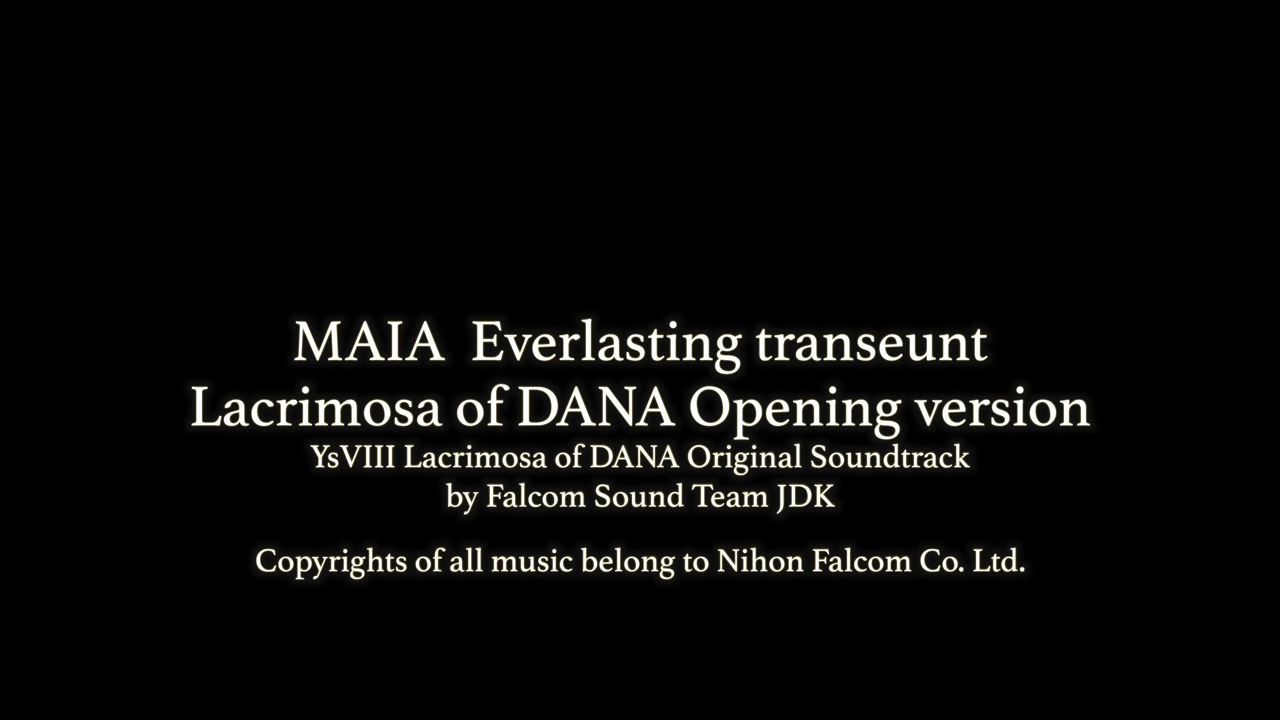 MAIA  Everlasting transeunt
Lacrimosa of DANA Opening version
YsVIII Lacrimosa of DANA Original Soundtrack
by Falcom Sound Team JDK
Copyrights of all music belong to Nihon Falcom Co. Ltd.